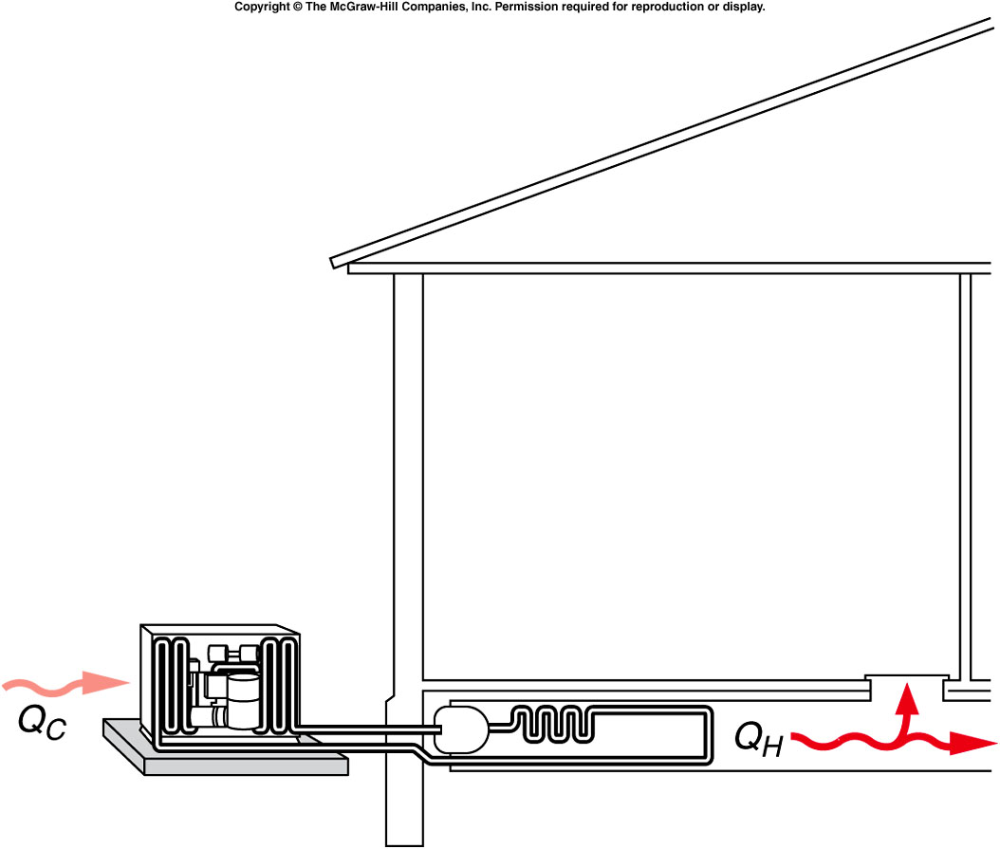 Copyright © The McGraw-Hill Companies, Inc. Permission required for reproduction or display.
QC
QH